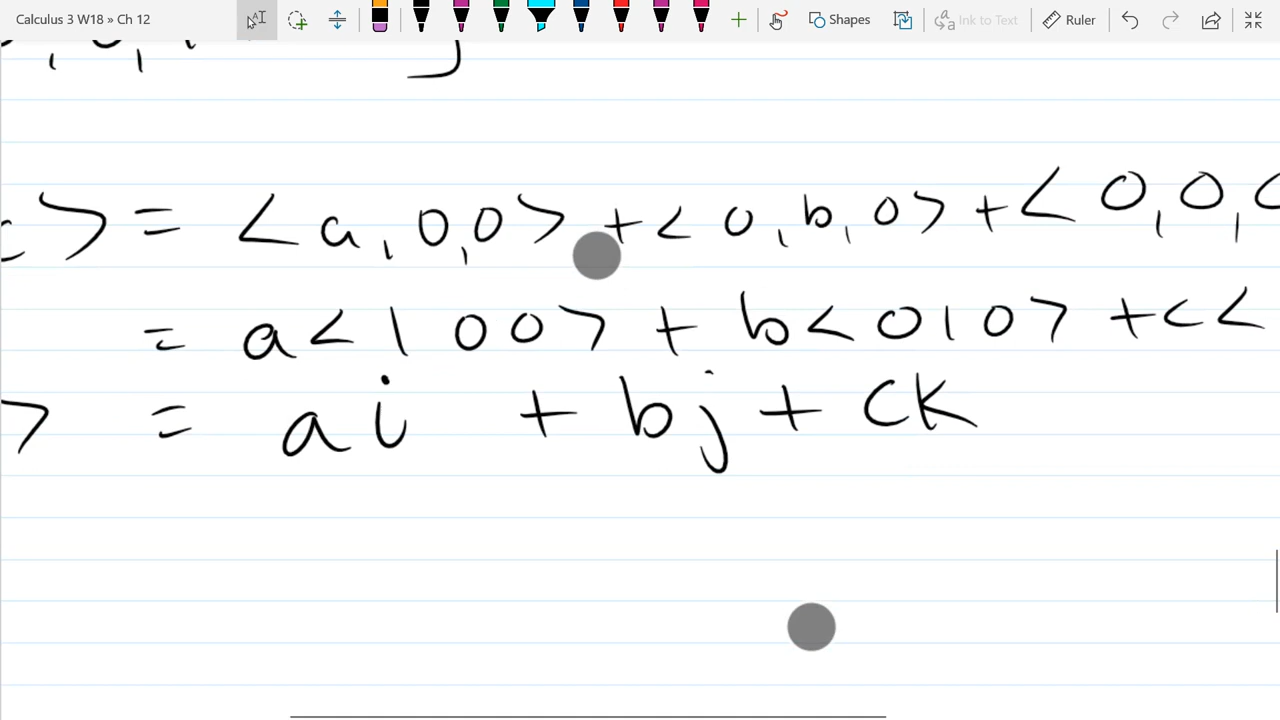 Calculus 3 W18 » Ch 12 Ink to Text Shapes Ruler
> = < a, 0,0> + < 0, b, 0> + < 0, 0, c
= a < 1 0 0 > + b < 0 1 0 > + c <
> = ai + bj + ck